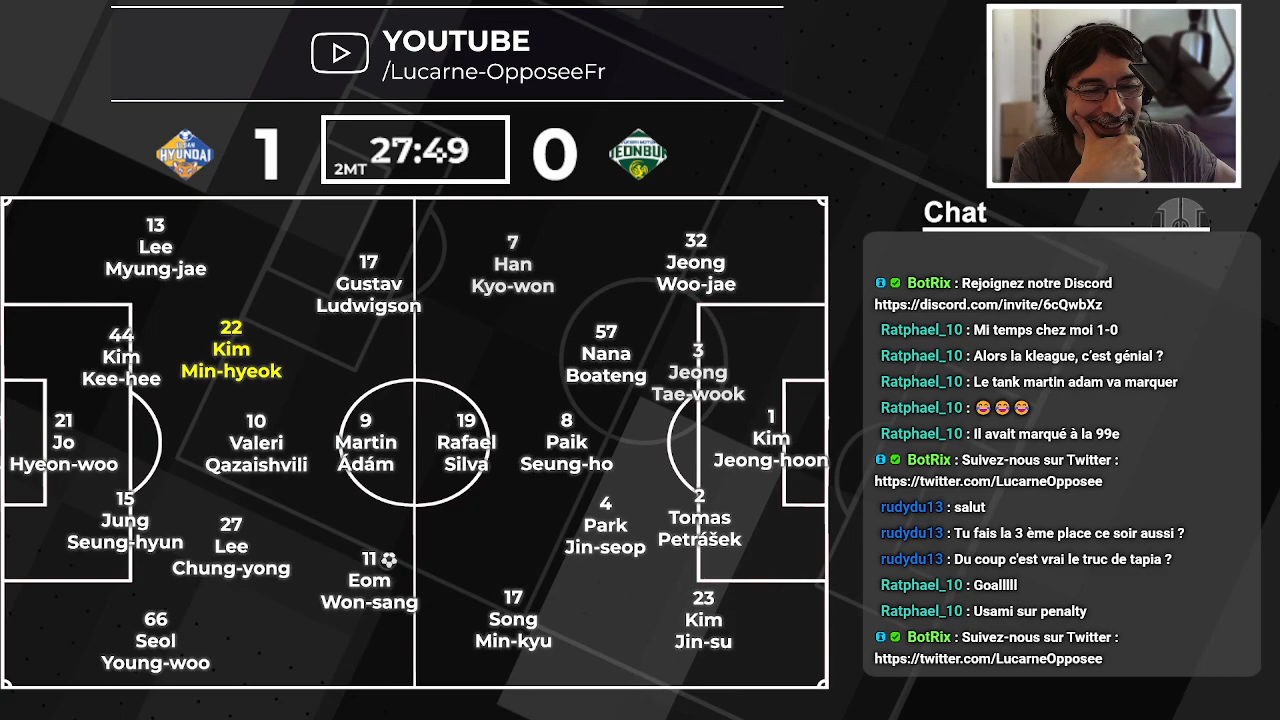 YOUTUBE
/Lucarne-OpposeeFr
HYUNDAI
1
2MT
27:49
0
13
Lee
Myung-jae
17
Gustav
Ludwigson
7
Han
Kyo-won
32
Jeong
Woo-jae
44
Kim
Kee-hee
22
Kim
Min-hyeok
57
Nana
Boateng
3
Jeong
Tae-wook
21
Jo
Hyeon-woo
10
Valeri
Qazaishvili
9
Martin
Ádám
19
Rafael
Silva
8
Paik
Seung-ho
1
Kim
Jeong-hoon
15
Jung
Seung-hyun
27
Lee
Chung-yong
11
Eom
Won-sang
4
Park
Jin-seop
2
Tomas
Petrášek
66
Seol
Young-woo
17
Song
Min-kyu
23
Kim
Jin-su
Chat
BotRix : Rejoignez notre Discord
https://discord.com/invite/6cQwbXz
Ratphael_10 : Mi temps chez moi 1-0
Ratphael_10 : Alors la kleague, c’est génial ?
Ratphael_10 : Le tank martin adam va marquer
Ratphael_10 : 😂😂😂
Ratphael_10 : Il avait marqué à la 99e
BotRix : Suivez-nous sur Twitter :
https://twitter.com/LucarneOpposee
rudydu13 : salut
rudydu13 : Tu fais la 3 ème place ce soir aussi ?
rudydu13 : Du coup c'est vrai le truc de tapia ?
Ratphael_10 : Goalllll
Ratphael_10 : Usami sur penalty
BotRix : Suivez-nous sur Twitter :
https://twitter.com/LucarneOpposee